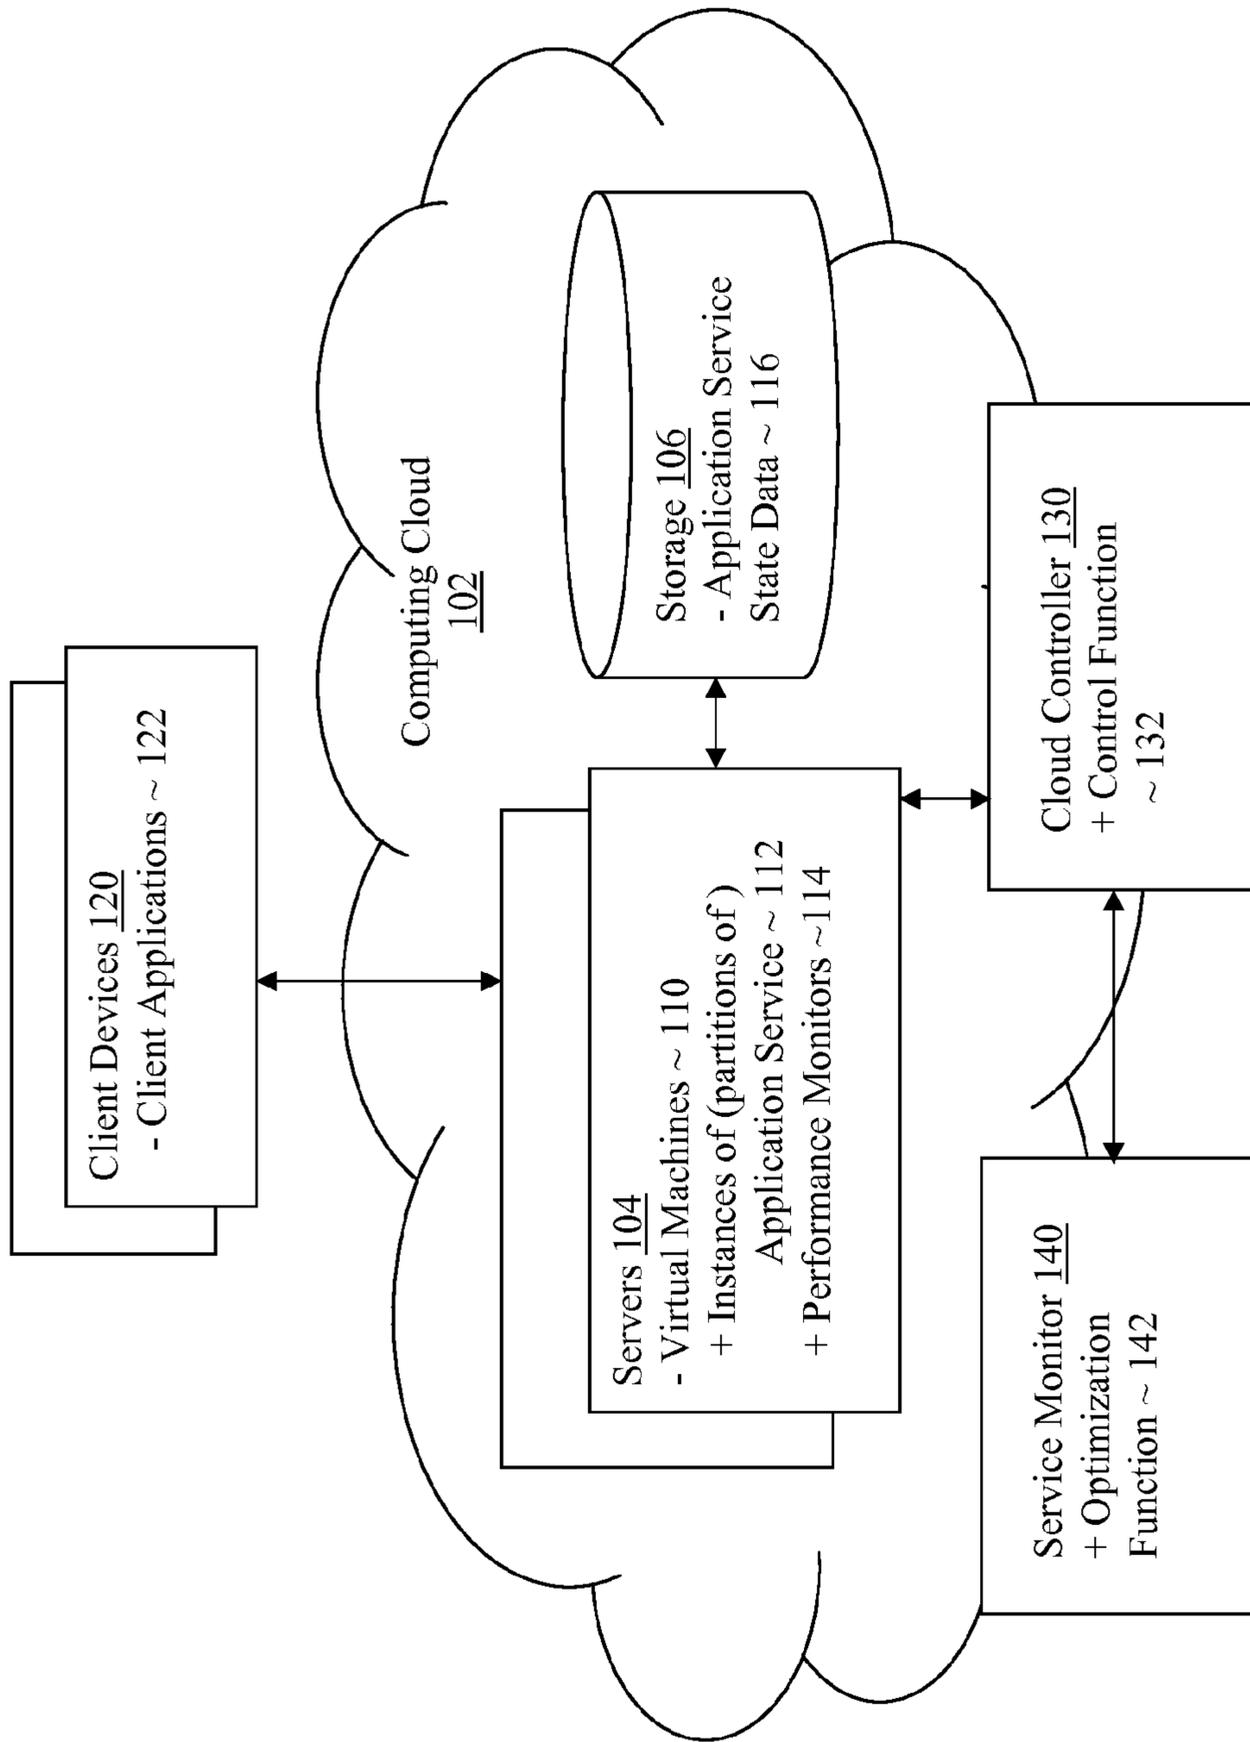 Client Devices 120
- Client Applications ~ 122
Computing Cloud
102
Servers 104
- Virtual Machines ~ 110
+ Instances of (partitions of )
Application Service ~ 112
+ Performance Monitors ~114
Storage 106
- Application Service
State Data ~ 116
Service Monitor 140
+ Optimization
Function ~ 142
Cloud Controller 130
+ Control Function
~ 132